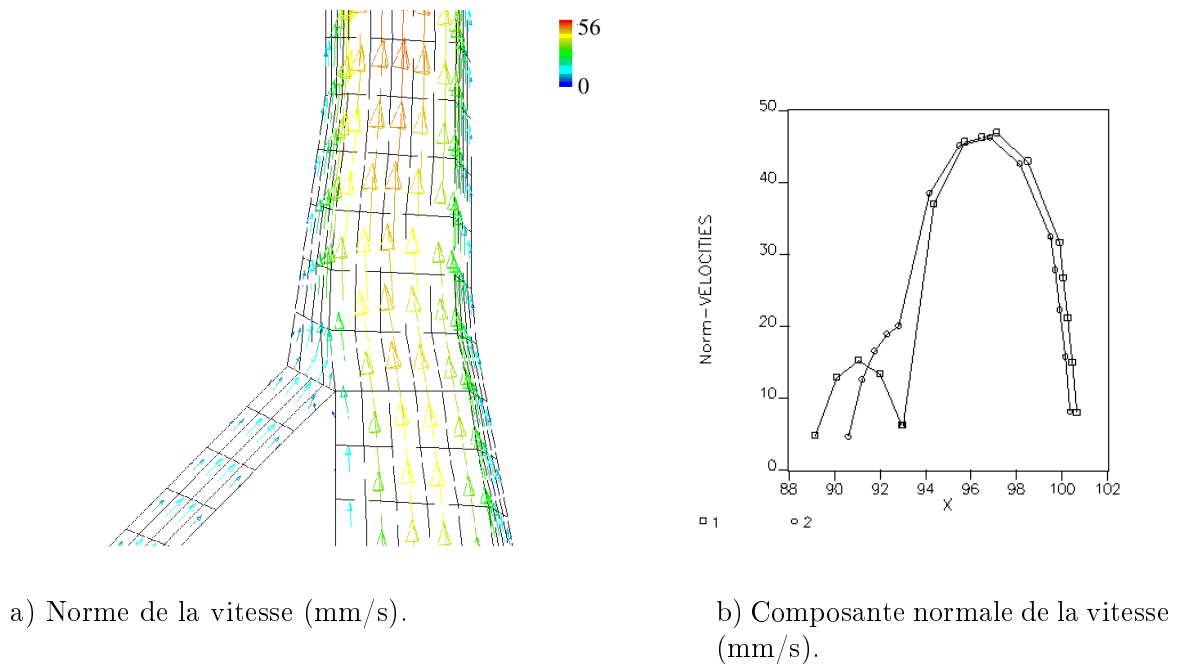 56
0
50
40
30
20
10
0
Norm-VELOCITIES
88 90 92 94 96 98 100 102
X
1 2
a) Norme de la vitesse (mm/s).
b) Composante normale de la vitesse
(mm/s).